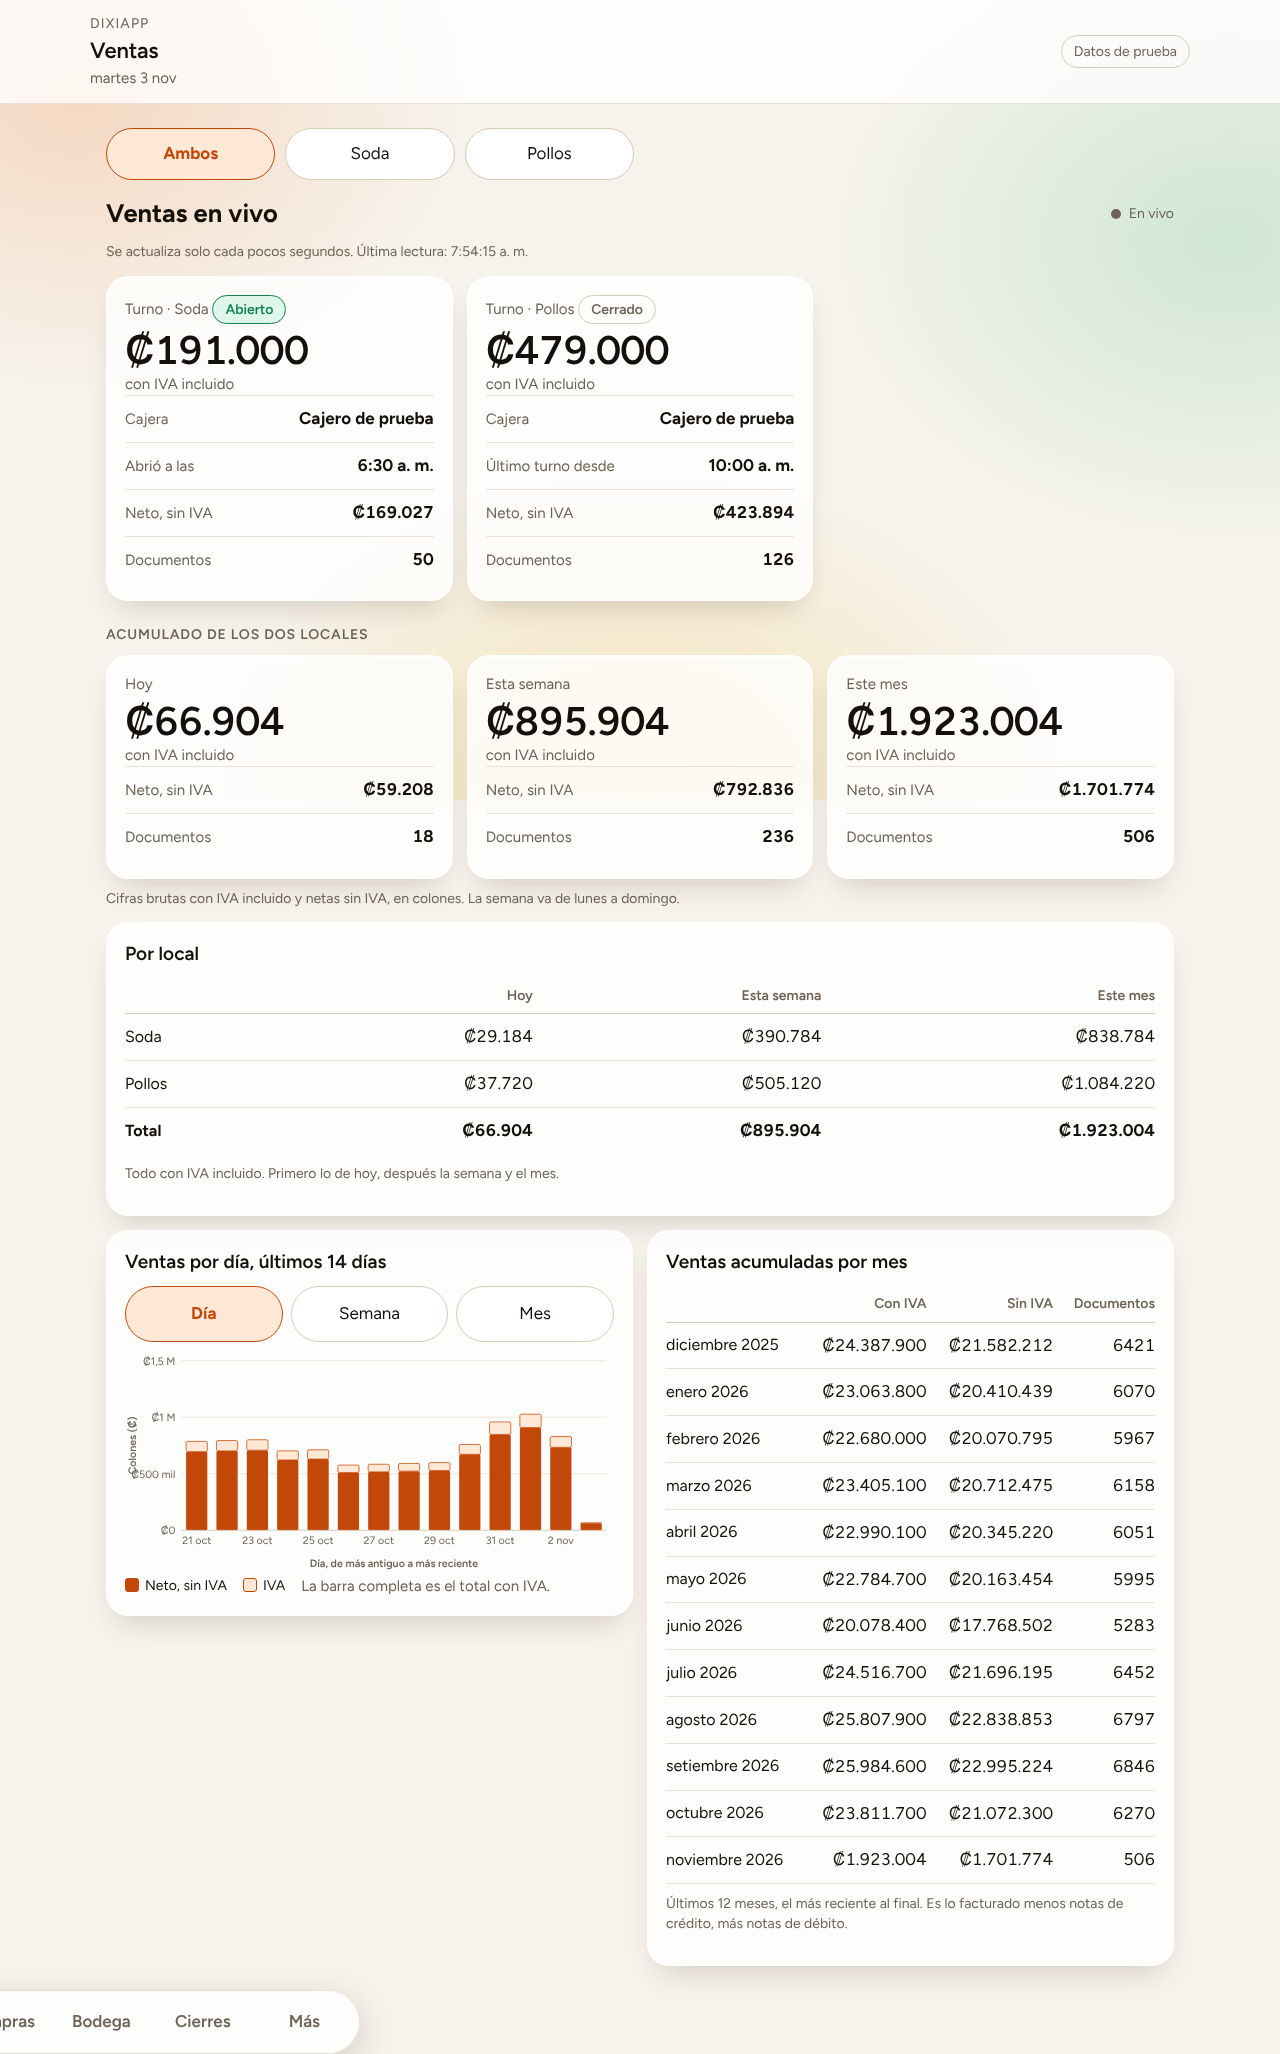 DIXIAPP
Ventas
martes 3 nov
Datos de prueba
Ambos
Soda
Pollos
Ventas en vivo
En vivo
Se actualiza solo cada pocos segundos. Última lectura: 7:54:15 a. m.
Turno · Soda Abierto
₡191.000
con IVA incluido
Cajera Cajero de prueba
Abrió a las 6:30 a. m.
Neto, sin IVA ₡169.027
Documentos 50
Turno · Pollos Cerrado
₡479.000
con IVA incluido
Cajera Cajero de prueba
Último turno desde 10:00 a. m.
Neto, sin IVA ₡423.894
Documentos 126
ACUMULADO DE LOS DOS LOCALES
Hoy
₡66.904
con IVA incluido
Neto, sin IVA ₡59.208
Documentos 18
Esta semana
₡895.904
con IVA incluido
Neto, sin IVA ₡792.836
Documentos 236
Este mes
₡1.923.004
con IVA incluido
Neto, sin IVA ₡1.701.774
Documentos 506
Cifras brutas con IVA incluido y netas sin IVA, en colones. La semana va de lunes a domingo.
Por local
Hoy Esta semana Este mes
Soda ₡29.184 ₡390.784 ₡838.784
Pollos ₡37.720 ₡505.120 ₡1.084.220
Total ₡66.904 ₡895.904 ₡1.923.004
Todo con IVA incluido. Primero lo de hoy, después la semana y el mes.
Ventas por día, últimos 14 días
Día
Semana
Mes
Colones (₡)
₡1,5 M
₡1 M
₡500 mil
₡0
21 oct 23 oct 25 oct 27 oct 29 oct 31 oct 2 nov
Día, de más antiguo a más reciente
Neto, sin IVA IVA La barra completa es el total con IVA.
Ventas acumuladas por mes
Con IVA Sin IVA Documentos
diciembre 2025 ₡24.387.900 ₡21.582.212 6421
enero 2026 ₡23.063.800 ₡20.410.439 6070
febrero 2026 ₡22.680.000 ₡20.070.795 5967
marzo 2026 ₡23.405.100 ₡20.712.475 6158
abril 2026 ₡22.990.100 ₡20.345.220 6051
mayo 2026 ₡22.784.700 ₡20.163.454 5995
junio 2026 ₡20.078.400 ₡17.768.502 5283
julio 2026 ₡24.516.700 ₡21.696.195 6452
agosto 2026 ₡25.807.900 ₡22.838.853 6797
setiembre 2026 ₡25.984.600 ₡22.995.224 6846
octubre 2026 ₡23.811.700 ₡21.072.300 6270
noviembre 2026 ₡1.923.004 ₡1.701.774 506
Últimos 12 meses, el más reciente al final. Es lo facturado menos notas de
crédito, más notas de débito.
pras Bodega Cierres Más